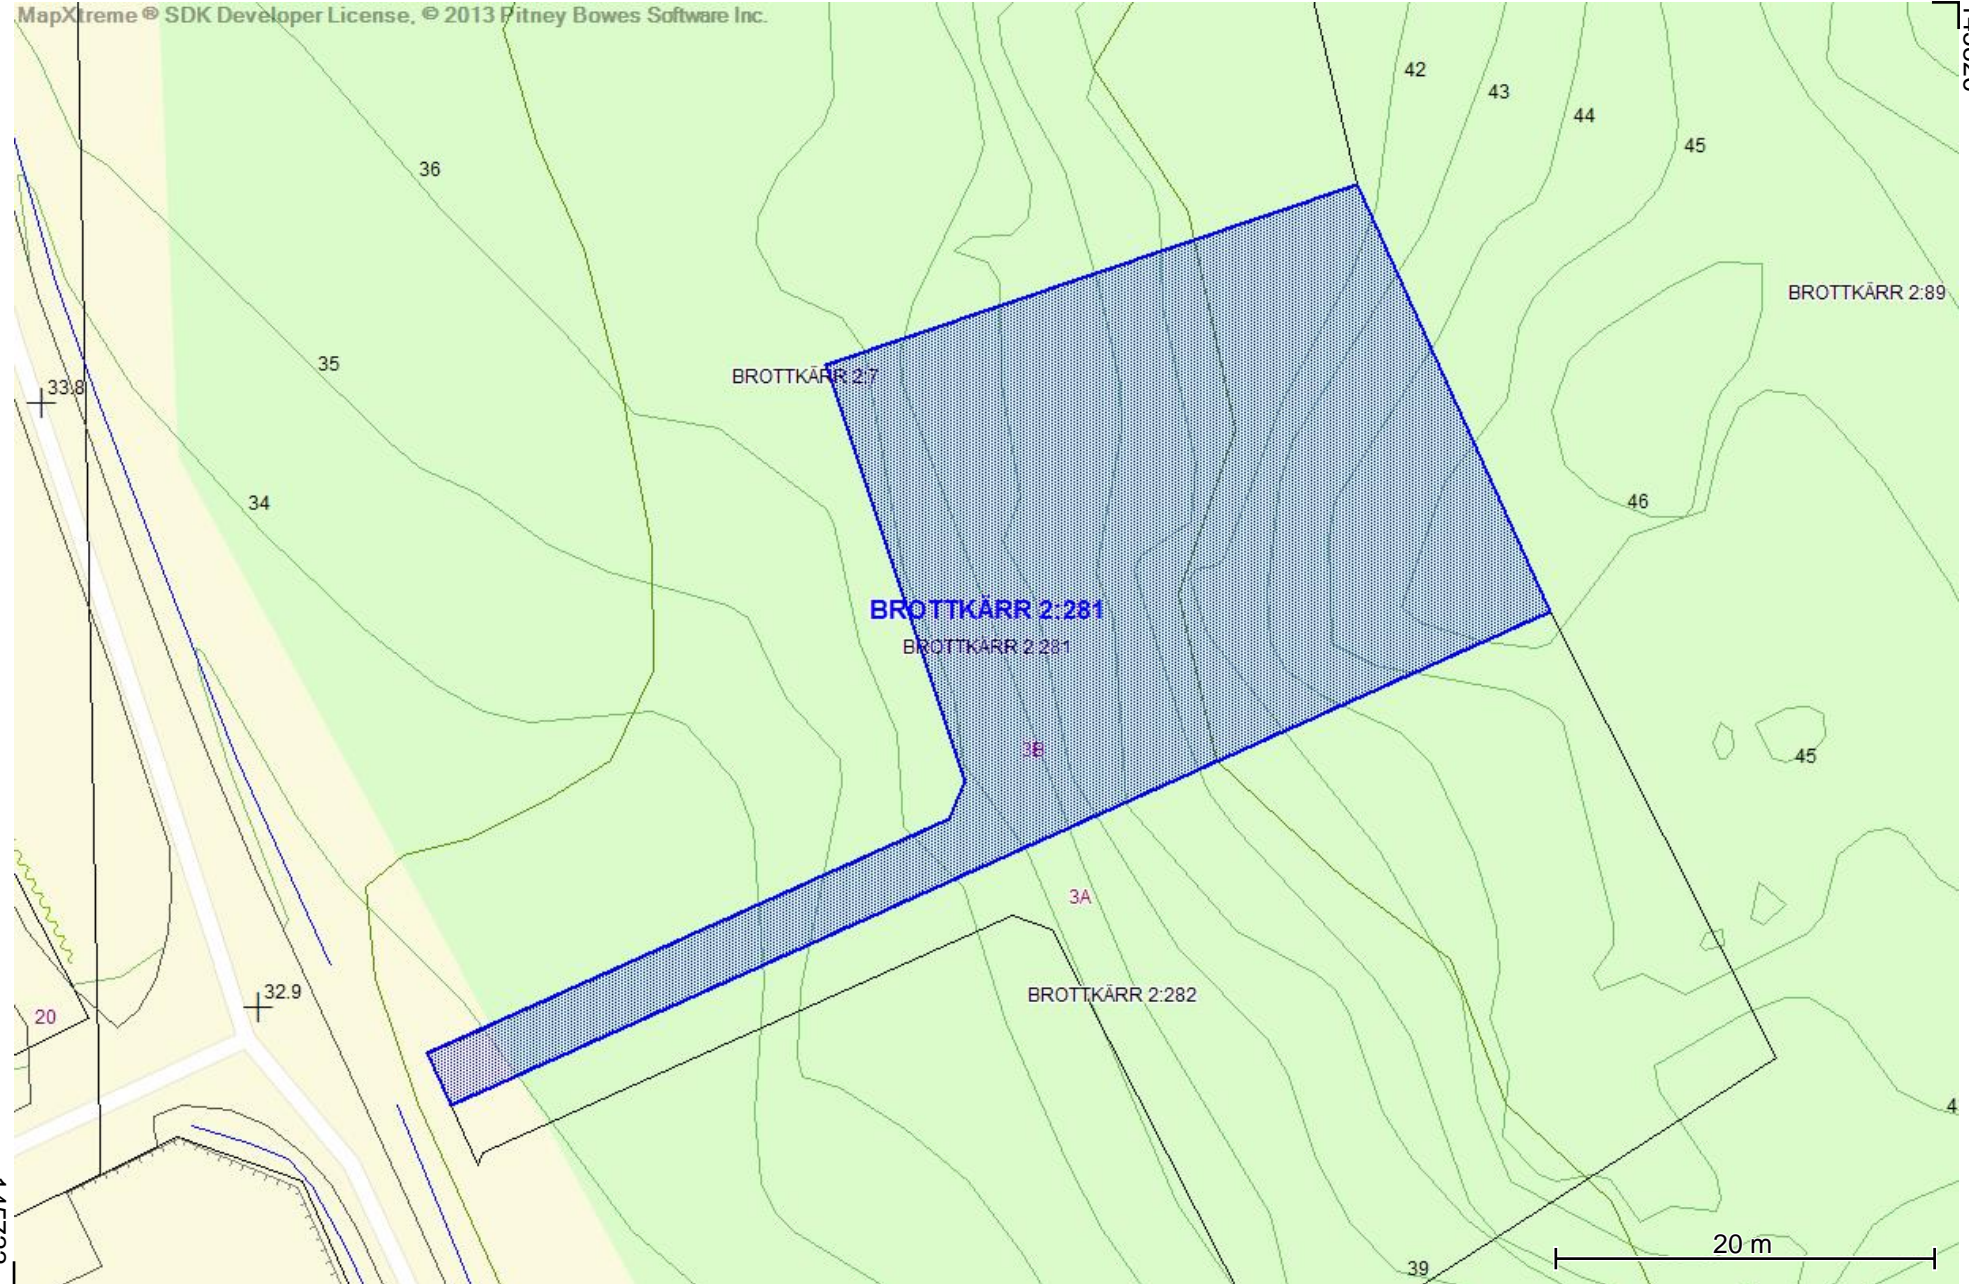 MapXtreme ® SDK Developer License, © 2013 Pitney Bowes Software Inc.
42
43
44
45
36
BROTTKÄRR 2:89
35
BROTTKÄRR 2:7
33.8
34
46
BROTTKÄRR 2:281
BROTTKÄRR 2:281
3B
45
3A
32.9
BROTTKÄRR 2:282
20
4
20 m
39